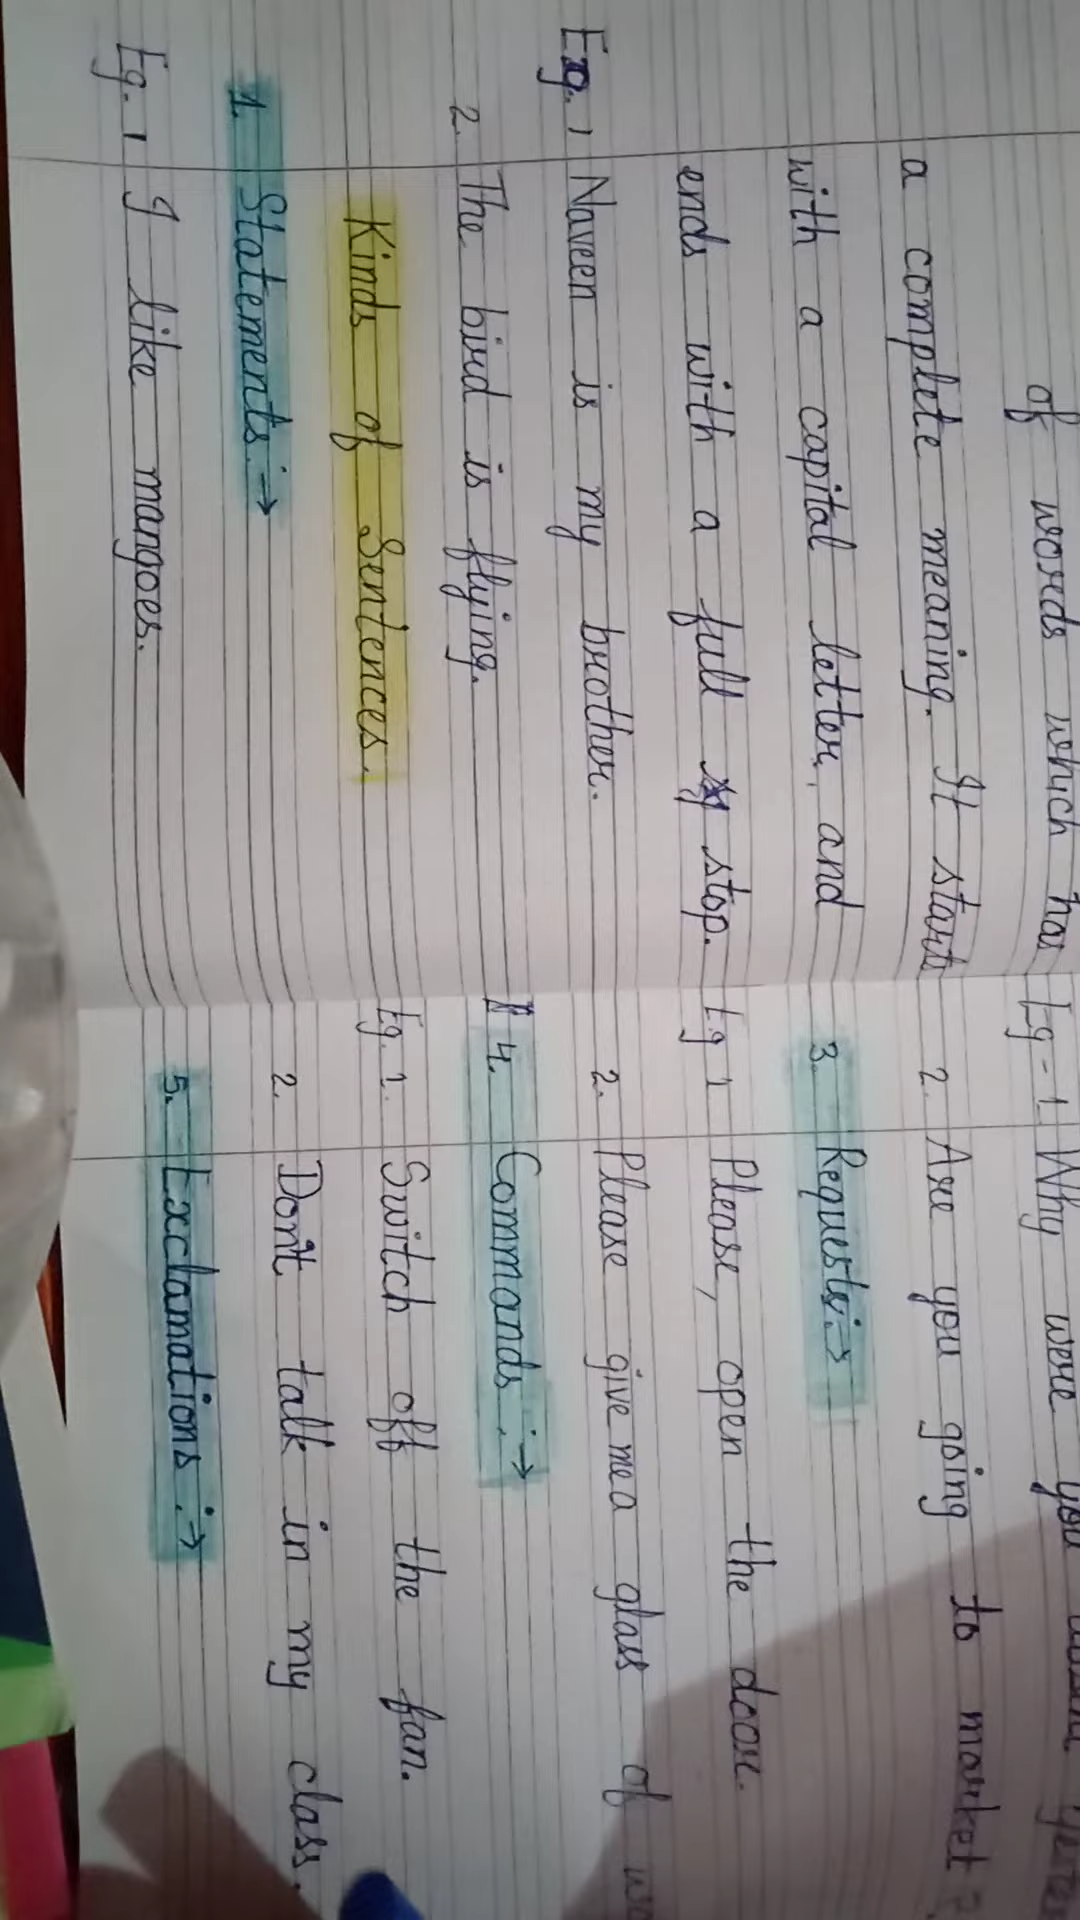 of words which has
a complete meaning. It starts
with a capital letter, and
ends with a full stop.
Eg. 1 Naveen is my brother.
2. The bird is flying.
Kinds of Sentences.
1. Statements :→
Eg. 1 I like mangoes.
Eg - 1. Why were you
2. Are you going to market ?
3. Requests :→
Eg 1 Please, open the door.
2. Please give me a glass of
4. Commands :→
Eg. 1. Switch off the fan.
2. Don't talk in my class.
5. Exclamations :→